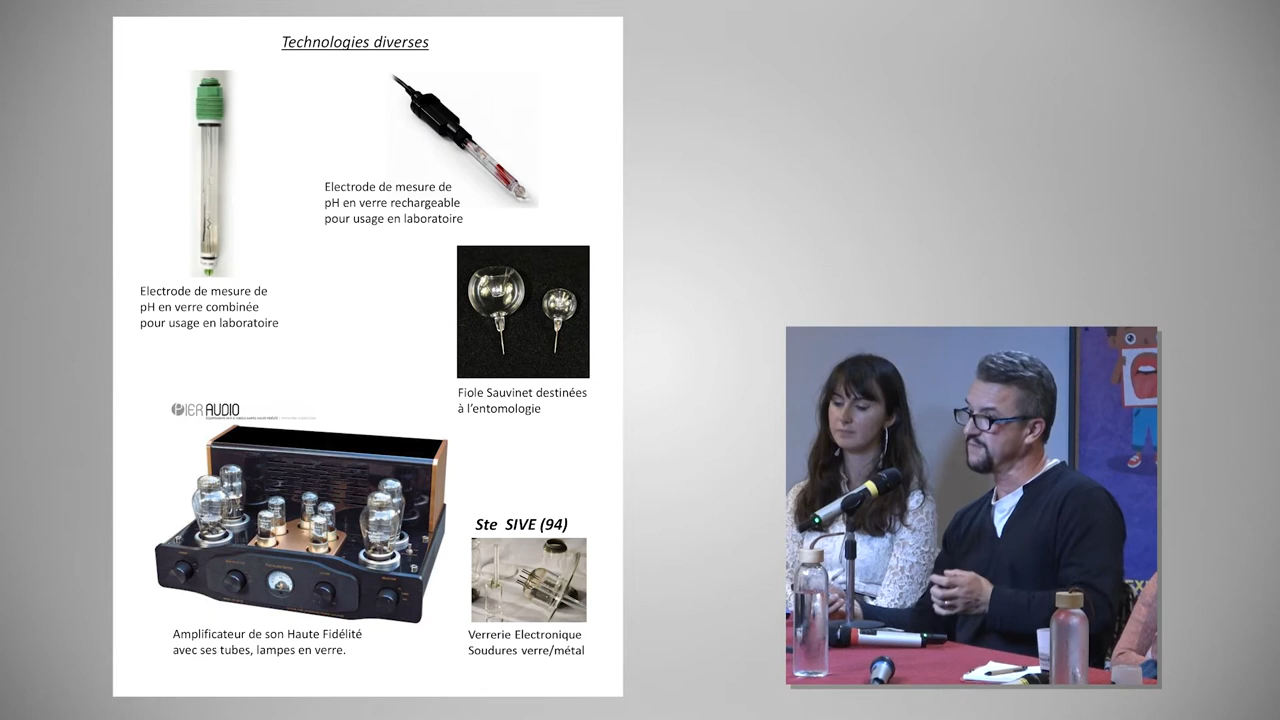 Technologies diverses
Electrode de mesure de
pH en verre rechargeable
pour usage en laboratoire
Electrode de mesure de
pH en verre combinée
pour usage en laboratoire
Fiole Sauvinet destinées
à l'entomologie
PIER AUDIO
Ste SIVE (94)
Amplificateur de son Haute Fidélité
avec ses tubes, lampes en verre.
Verrerie Electronique
Soudures verre/métal